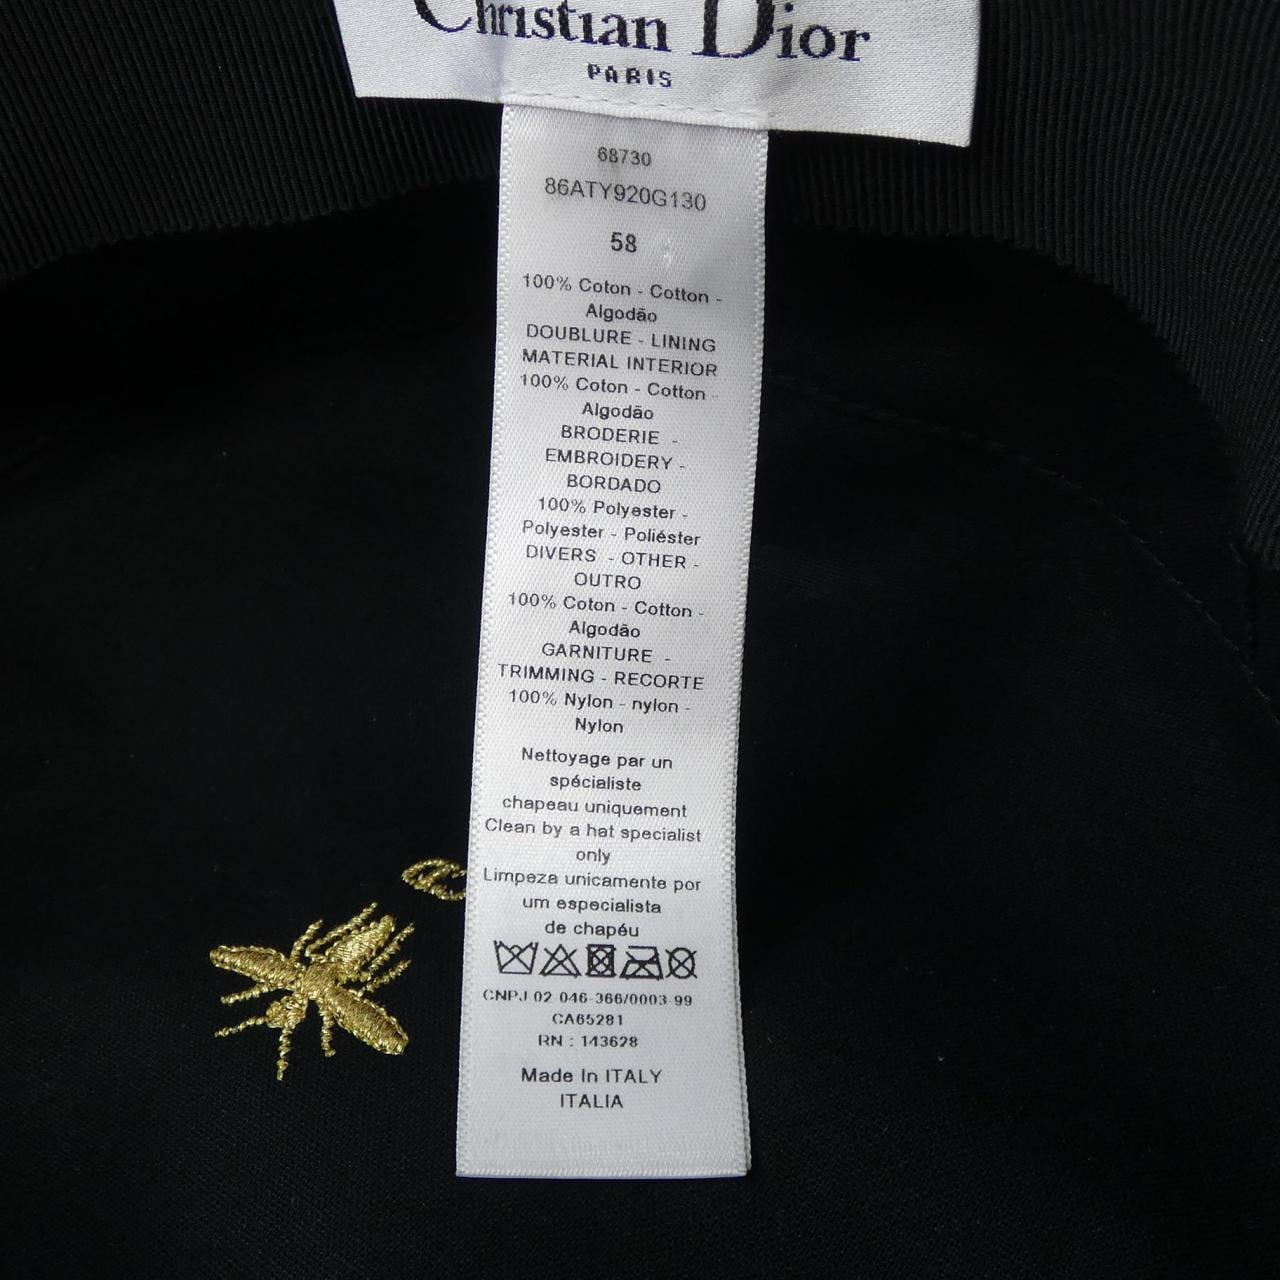 Christian Dior
PARIS
68730
86ATY920G130
58
100% Coton - Cotton -
Algodão
DOUBLURE - LINING
MATERIAL INTERIOR
100% Coton - Cotton -
Algodão
BRODERIE -
EMBROIDERY -
BORDADO
100% Polyester -
Polyester - Poliéster
DIVERS - OTHER -
OUTRO
100% Coton - Cotton -
Algodão
GARNITURE -
TRIMMING - RECORTE
100% Nylon - nylon -
Nylon
Nettoyage par un
spécialiste
chapeau uniquement
Clean by a hat specialist
only
Limpeza unicamente por
um especialista
de chapéu
CNPJ 02 046-366/0003-99
CA65281
RN : 143628
Made In ITALY
ITALIA